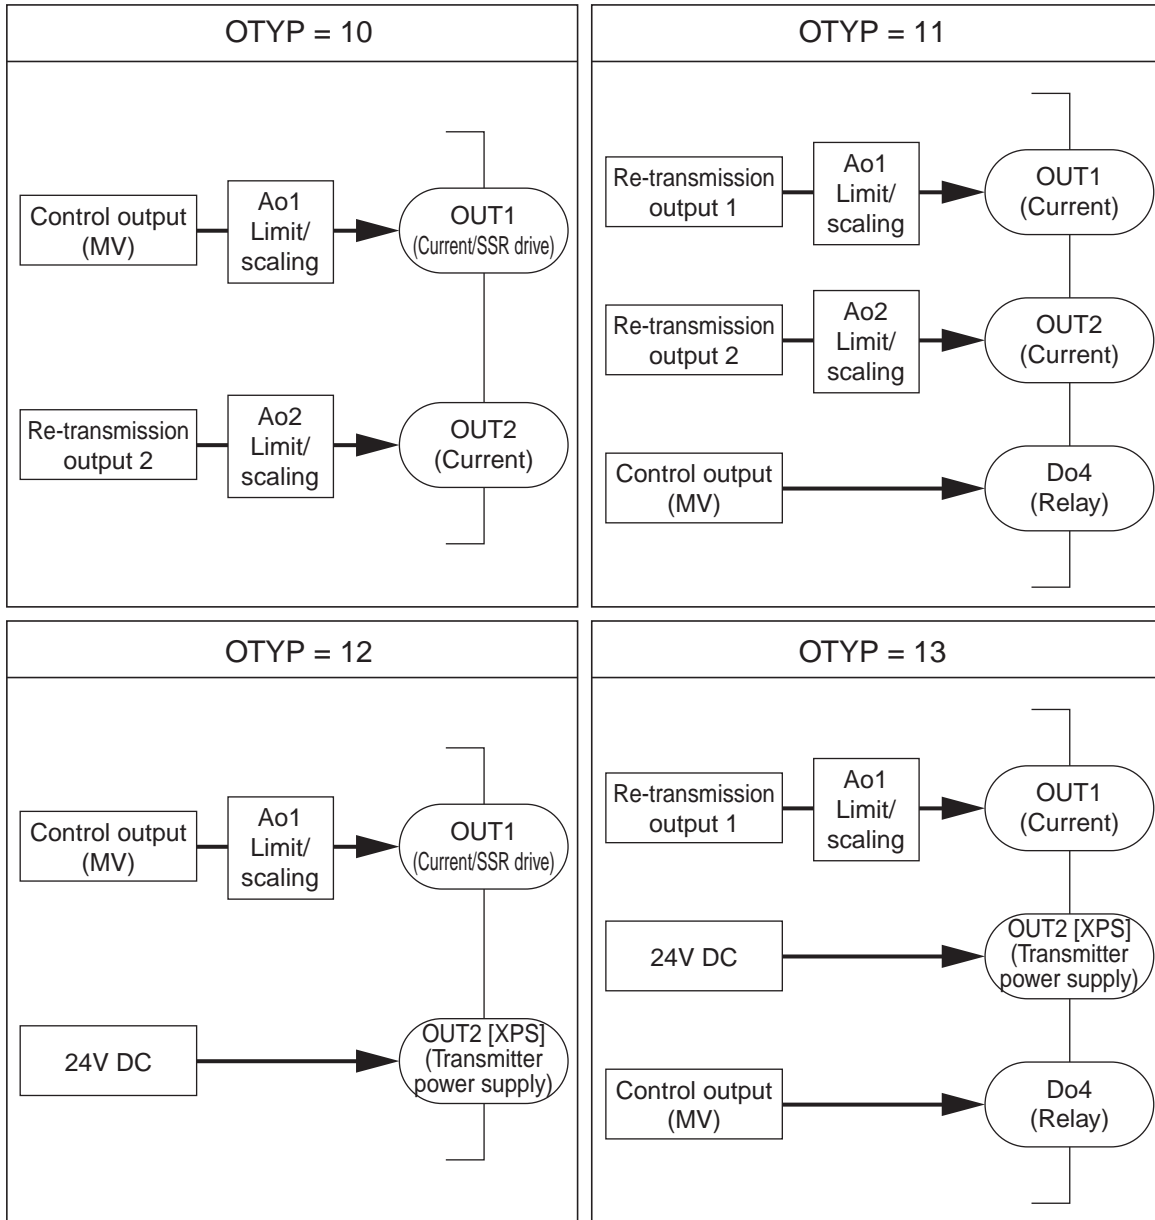 OTYP = 10
Control output
(MV)
Ao1
Limit/
scaling
OUT1
(Current/SSR drive)
Re-transmission
output 2
Ao2
Limit/
scaling
OUT2
(Current)
OTYP = 11
Re-transmission
output 1
Ao1
Limit/
scaling
OUT1
(Current)
Re-transmission
output 2
Ao2
Limit/
scaling
OUT2
(Current)
Control output
(MV)
Do4
(Relay)
OTYP = 12
Control output
(MV)
Ao1
Limit/
scaling
OUT1
(Current/SSR drive)
24V DC
OUT2 [XPS]
(Transmitter
power supply)
OTYP = 13
Re-transmission
output 1
Ao1
Limit/
scaling
OUT1
(Current)
24V DC
OUT2 [XPS]
(Transmitter
power supply)
Control output
(MV)
Do4
(Relay)